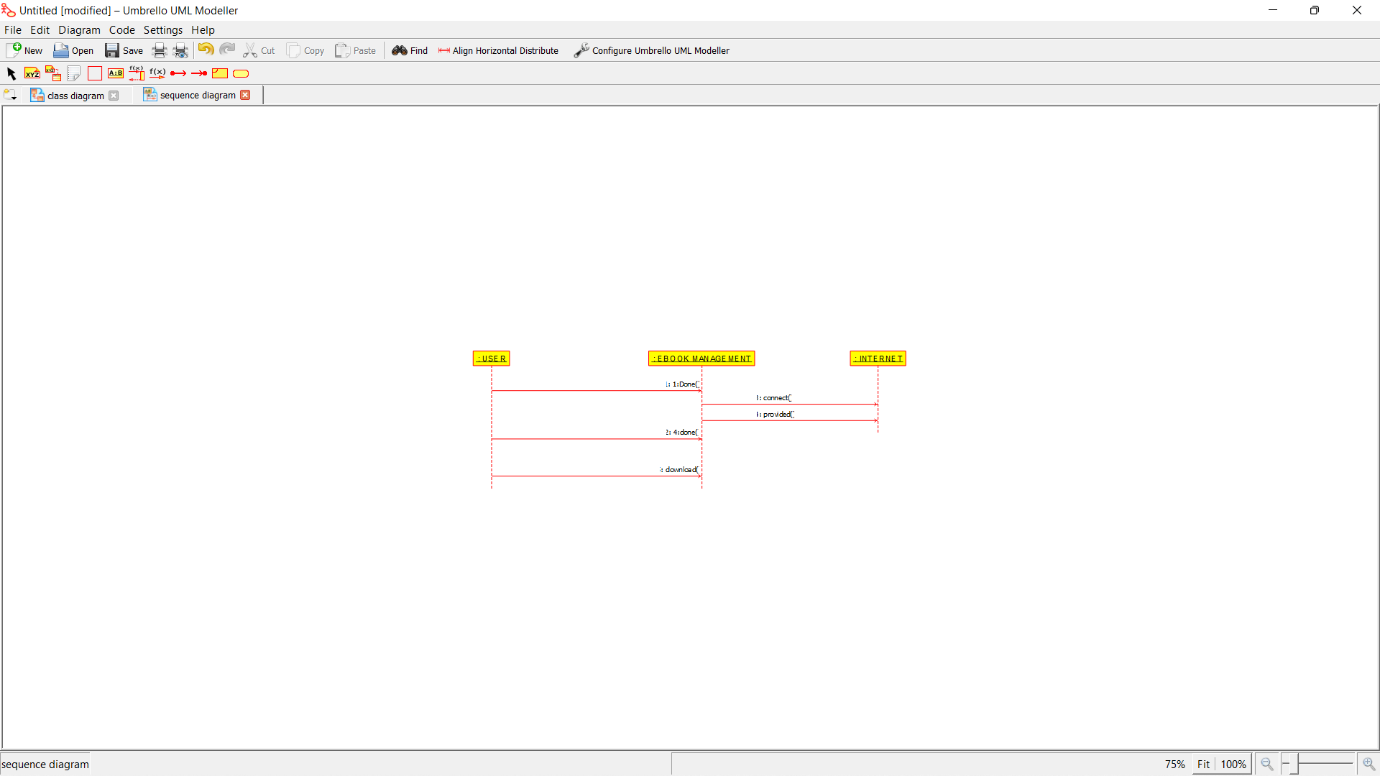 Untitled [modified] – Umbrello UML Modeller
File Edit Diagram Code Settings Help
New Open Save Cut Copy Paste Find Align Horizontal Distribute Configure Umbrello UML Modeller
XYZ A:B f(x) f(x)
class diagram sequence diagram
:USER :EBOOK MANAGEMENT :INTERNET
1:Done(
connect(
provided(
2: 4:done(
download(
sequence diagram 75% Fit 100%